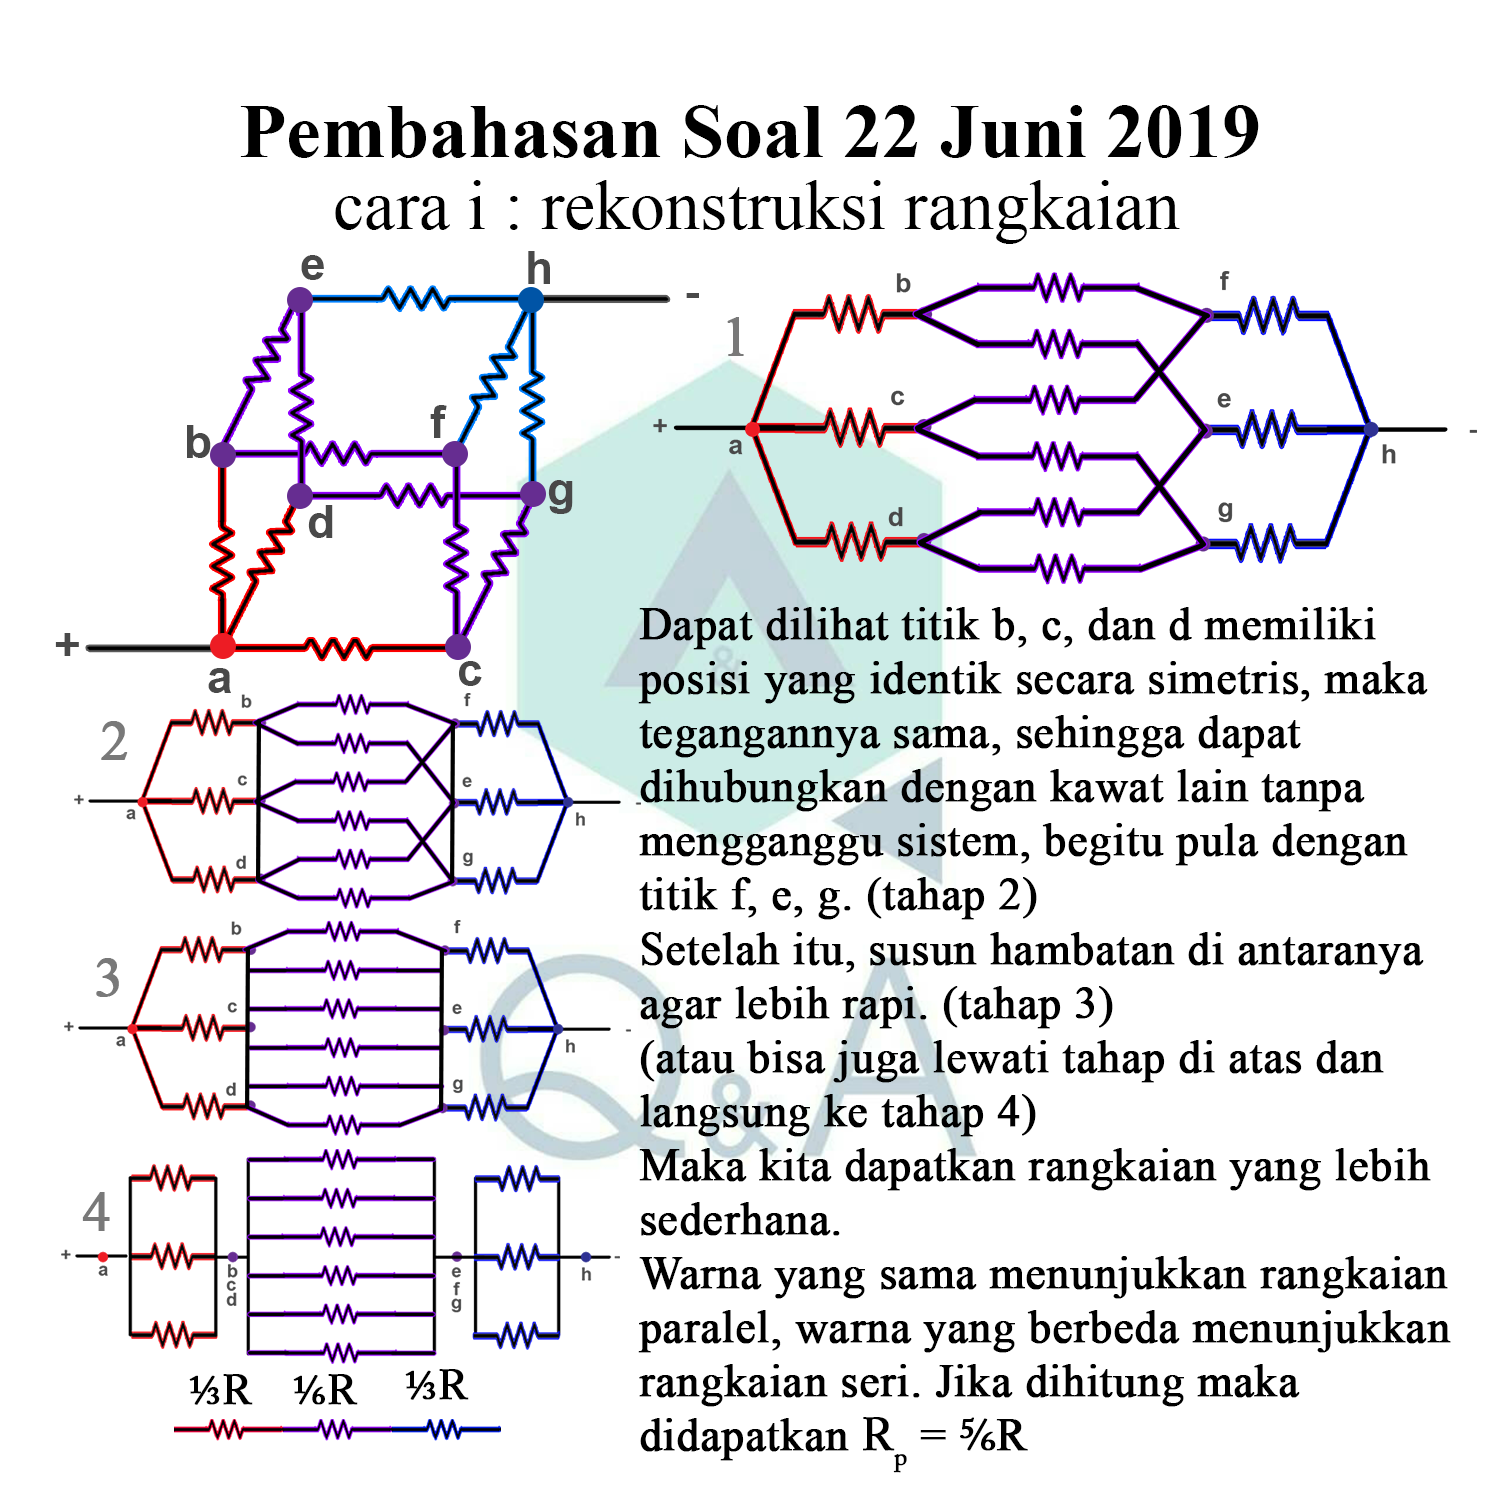 Pembahasan Soal 22 Juni 2019
cara i : rekonstruksi rangkaian
e
h
-
b
f
d
g
+
a
c
1
b
f
c
e
+
a
h
-
d
g
2
b
f
c
e
+
a
h
-
d
g
3
b
f
c
e
+
a
h
-
d
g
4
+
a
b
c
d
e
f
g
h
-
⅓R
⅙R
⅓R
Dapat dilihat titik b, c, dan d memiliki
posisi yang identik secara simetris, maka
tegangannya sama, sehingga dapat
dihubungkan dengan kawat lain tanpa
mengganggu sistem, begitu pula dengan
titik f, e, g. (tahap 2)
Setelah itu, susun hambatan di antaranya
agar lebih rapi. (tahap 3)
(atau bisa juga lewati tahap di atas dan
langsung ke tahap 4)
Maka kita dapatkan rangkaian yang lebih
sederhana.
Warna yang sama menunjukkan rangkaian
paralel, warna yang berbeda menunjukkan
rangkaian seri. Jika dihitung maka
didapatkan Rp = ⅚R
&
Q&A